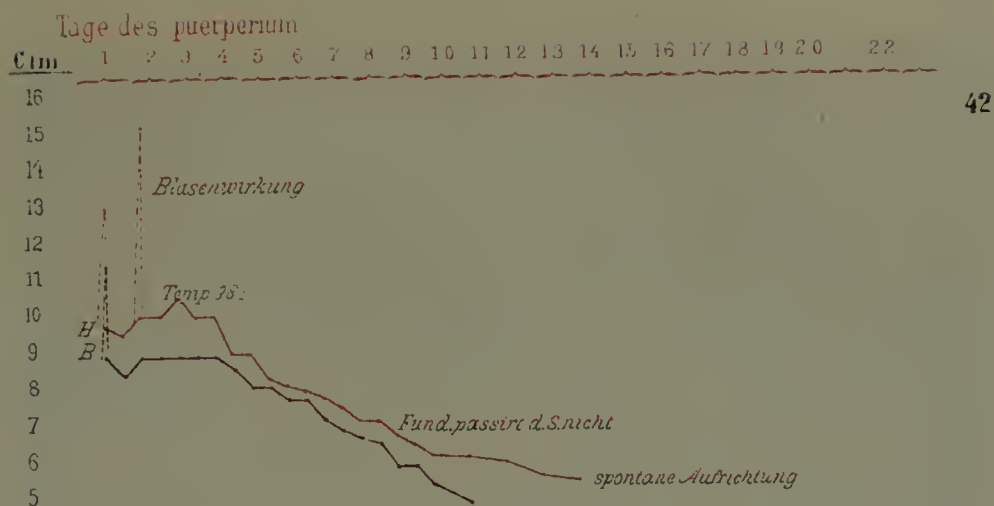 Tage des puerperium
Ctm 1 2 3 4 5 6 7 8 9 10 11 12 13 14 15 16 17 18 19 20 22
16
42
15
14
Blasenwirkung
13
12
11
Temp 38
10
H
9
B
8
7
Fund. passirt d. S. nicht
6
spontane Aufrichtung
5